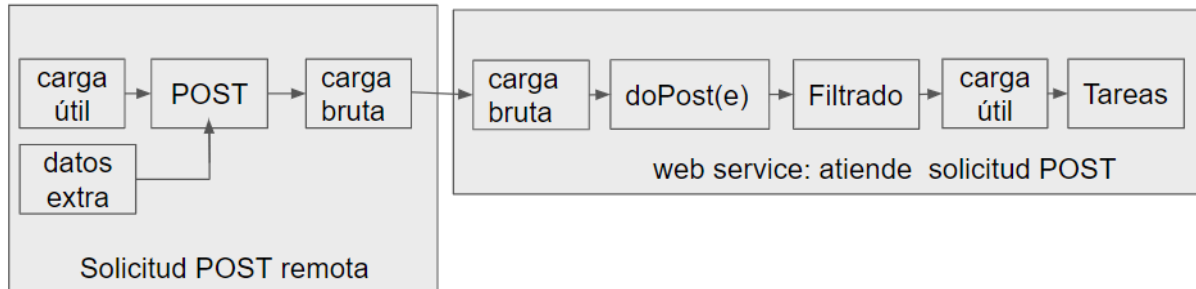 carga
útil
POST
carga
bruta
datos
extra
Solicitud POST remota
carga
bruta
doPost(e)
Filtrado
carga
útil
Tareas
web service: atiende solicitud POST